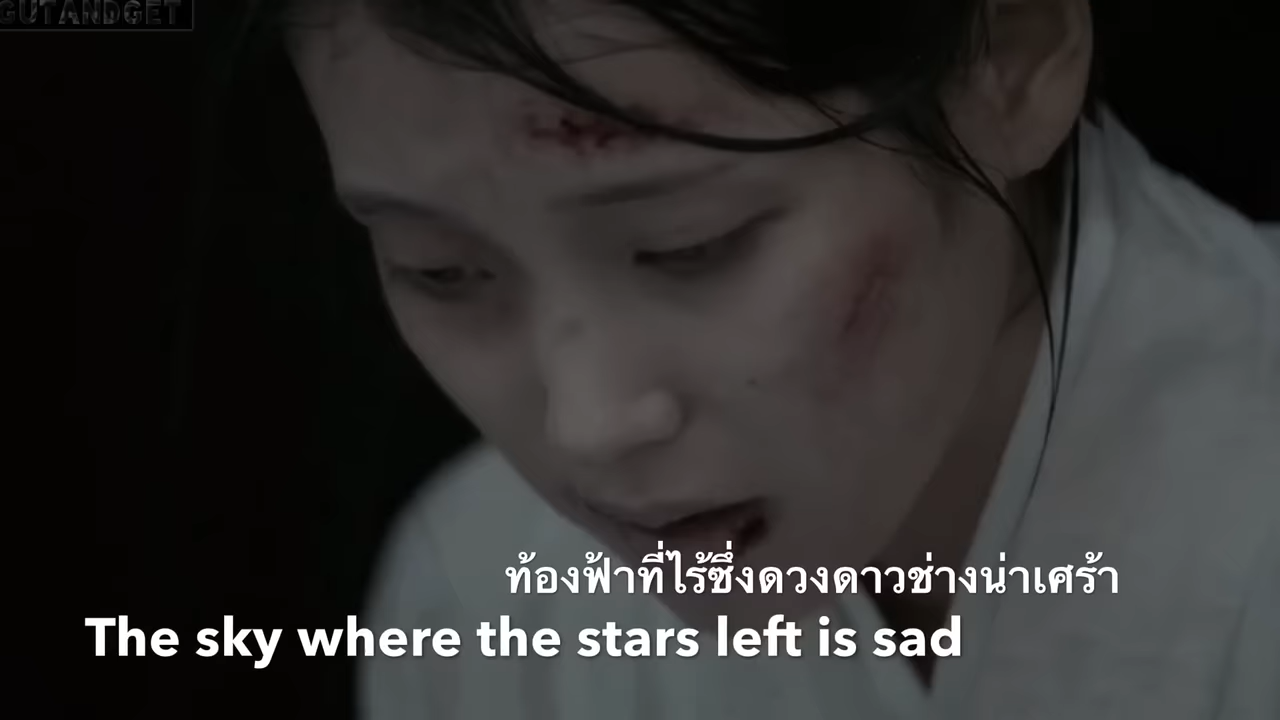 GUTANDGET
ท้องฟ้าที่ไร้ซึ่งดวงดาวช่างน่าเศร้า
The sky where the stars left is sad